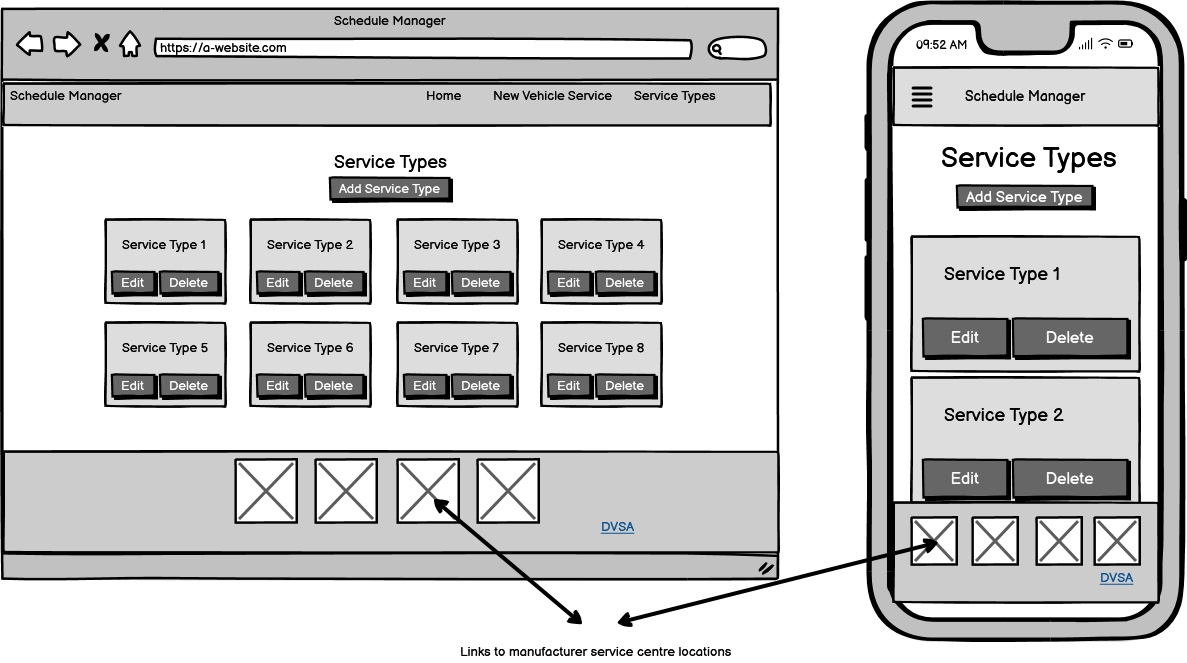 Schedule Manager
https://a-website.com
Schedule Manager Home New Vehicle Service Service Types
Service Types
Add Service Type
Service Type 1 Service Type 2 Service Type 3 Service Type 4
Edit Delete Edit Delete Edit Delete Edit Delete
Service Type 5 Service Type 6 Service Type 7 Service Type 8
Edit Delete Edit Delete Edit Delete Edit Delete
DVSA
09:52 AM
Schedule Manager
Service Types
Add Service Type
Service Type 1
Edit Delete
Service Type 2
Edit Delete
DVSA
Links to manufacturer service centre locations